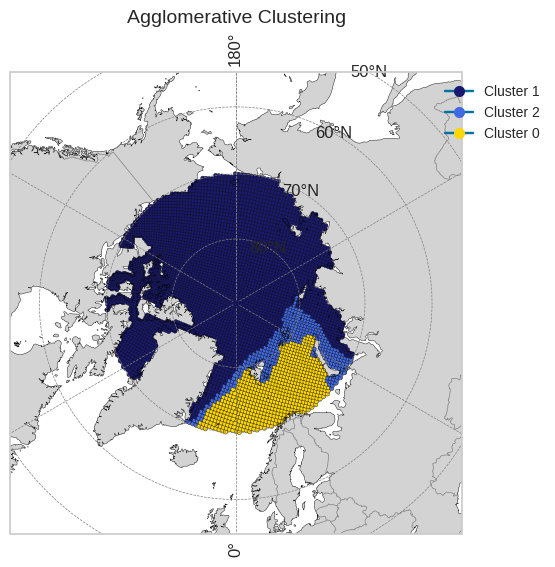 Agglomerative Clustering
180°
50°N
Cluster 1
Cluster 2
60°N
Cluster 0
70°N
0°